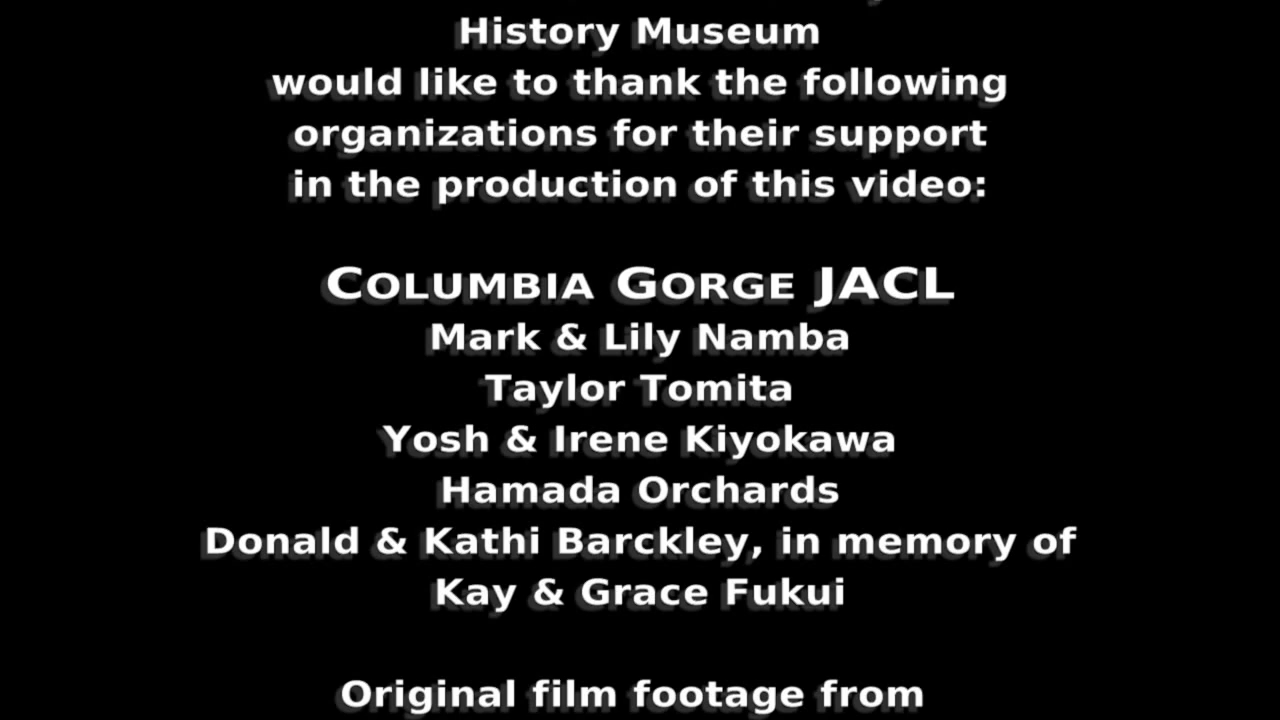 History Museum
would like to thank the following
organizations for their support
in the production of this video:
COLUMBIA GORGE JACL
Mark & Lily Namba
Taylor Tomita
Yosh & Irene Kiyokawa
Hamada Orchards
Donald & Kathi Barckley, in memory of
Kay & Grace Fukui
Original film footage from